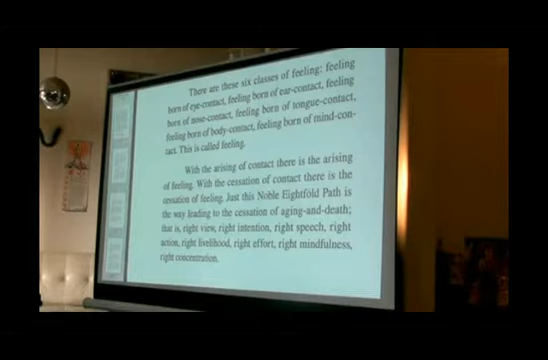 There are these six classes of feeling: feeling
born of eye-contact, feeling born of ear-contact, feeling
born of nose-contact, feeling born of tongue-contact,
feeling born of body-contact, feeling born of mind-con-
tact. This is called feeling.
With the arising of contact there is the arising
of feeling. With the cessation of contact there is the
cessation of feeling. Just this Noble Eightfold Path is
the way leading to the cessation of aging-and-death;
that is, right view, right intention, right speech, right
action, right livelihood, right effort, right mindfulness,
right concentration.